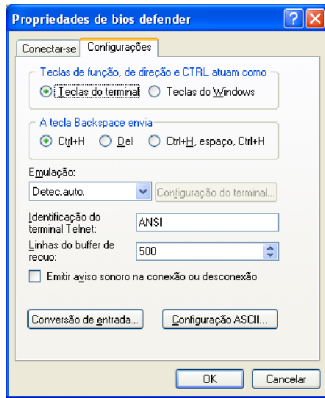 Propriedades de bios defender
Conectar-se Configurações
Teclas de função, de direção e CTRL atuam como
Teclas do terminal Teclas do Windows
A tecla Backspace envia
Ctrl+H Del Ctrl+H, espaço, Ctrl+H
Emulação:
Detec.auto. Configuração do terminal...
Identificação do
terminal Telnet: ANSI
Linhas do buffer de
recuo: 500
Emitir aviso sonoro na conexão ou desconexão
Conversão de entrada... Configuração ASCII...
OK Cancelar